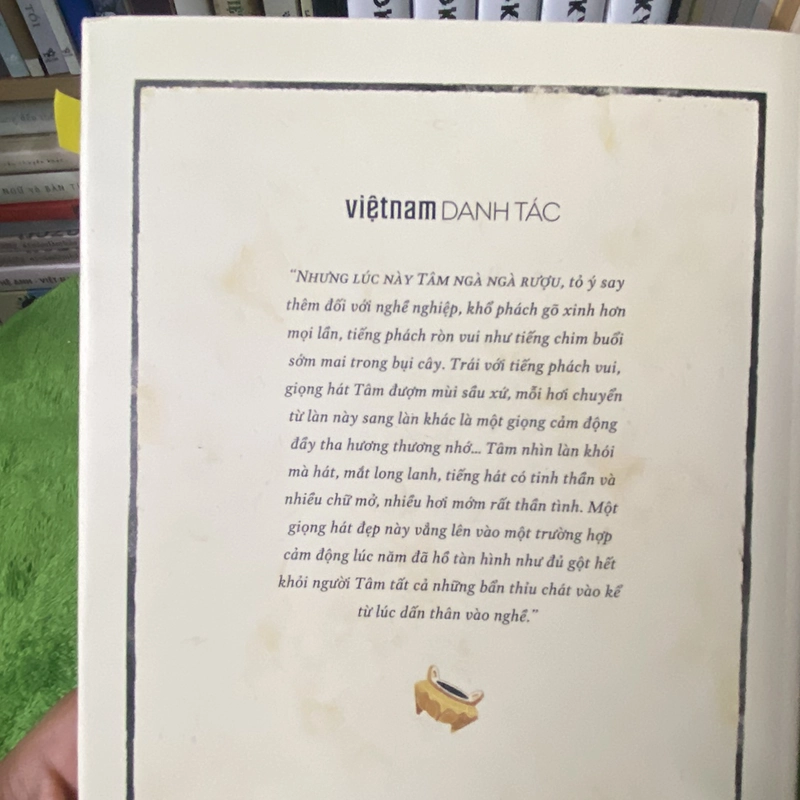 TÔI
việtnam DANH TÁC
"NHƯNG LÚC NÀY TÂM NGÀ NGÀ RƯỢU, tỏ ý say
thêm đối với nghề nghiệp, khổ phách gõ xinh hơn
mọi lần, tiếng phách ròn vui như tiếng chim buổi
sớm mai trong bụi cây. Trái với tiếng phách vui,
giọng hát Tâm đượm mùi sầu xứ, mỗi hơi chuyển
từ làn này sang làn khác là một giọng cảm động
đầy tha hương thương nhớ... Tâm nhìn làn khói
mà hát, mắt long lanh, tiếng hát có tinh thần và
nhiều chữ mở, nhiều hơi mớm rất thần tình. Một
giọng hát đẹp này vẳng lên vào một trường hợp
cảm động lúc năm đã hồ tàn hình như đủ gột hết
khỏi người Tâm tất cả những bẩn thỉu chát vào kể
từ lúc dấn thân vào nghề."